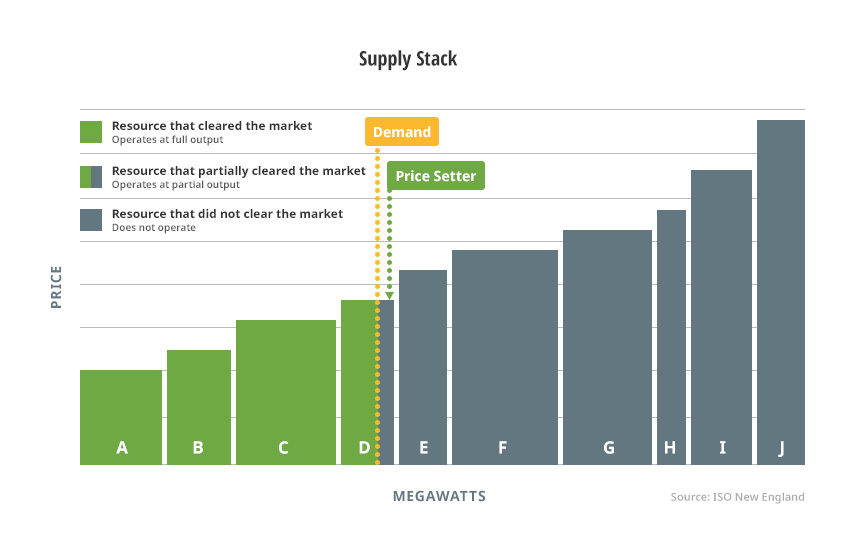 Supply Stack
Resource that cleared the market
Operates at full output
Demand
Resource that partially cleared the market
Operates at partial output
Price Setter
Resource that did not clear the market
Does not operate
PRICE
A
B
C
D
E
F
G
H
I
J
MEGAWATTS
Source: ISO New England